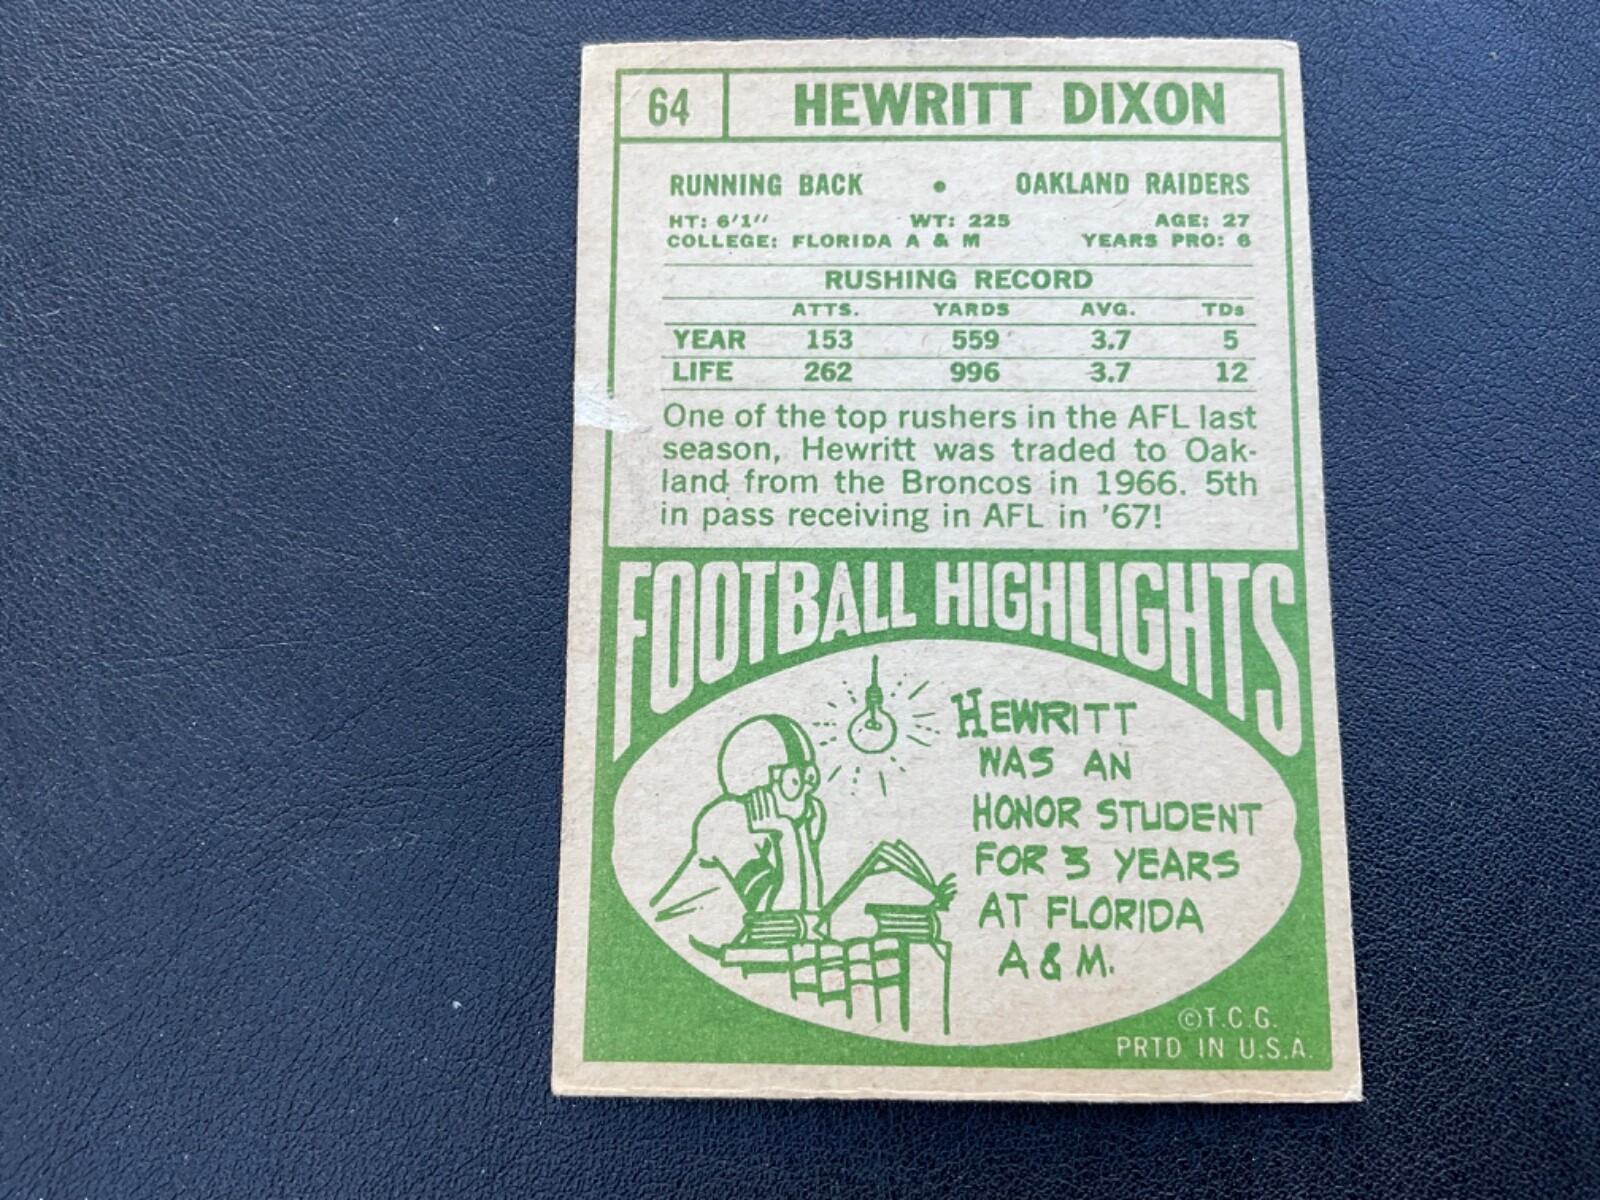 64 HEWRITT DIXON
RUNNING BACK • OAKLAND RAIDERS
HT: 6'1" WT: 225 AGE: 27
COLLEGE: FLORIDA A & M YEARS PRO: 6
RUSHING RECORD
ATTS. YARDS AVG. TDs
YEAR 153 559 3.7 5
LIFE 262 996 3.7 12
One of the top rushers in the AFL last
season, Hewritt was traded to Oak-
land from the Broncos in 1966. 5th
in pass receiving in AFL in '67!
FOOTBALL HIGHLIGHTS
HEWRITT
WAS AN
HONOR STUDENT
FOR 3 YEARS
AT FLORIDA
A & M.
©T.C.G.
PRTD IN U.S.A.